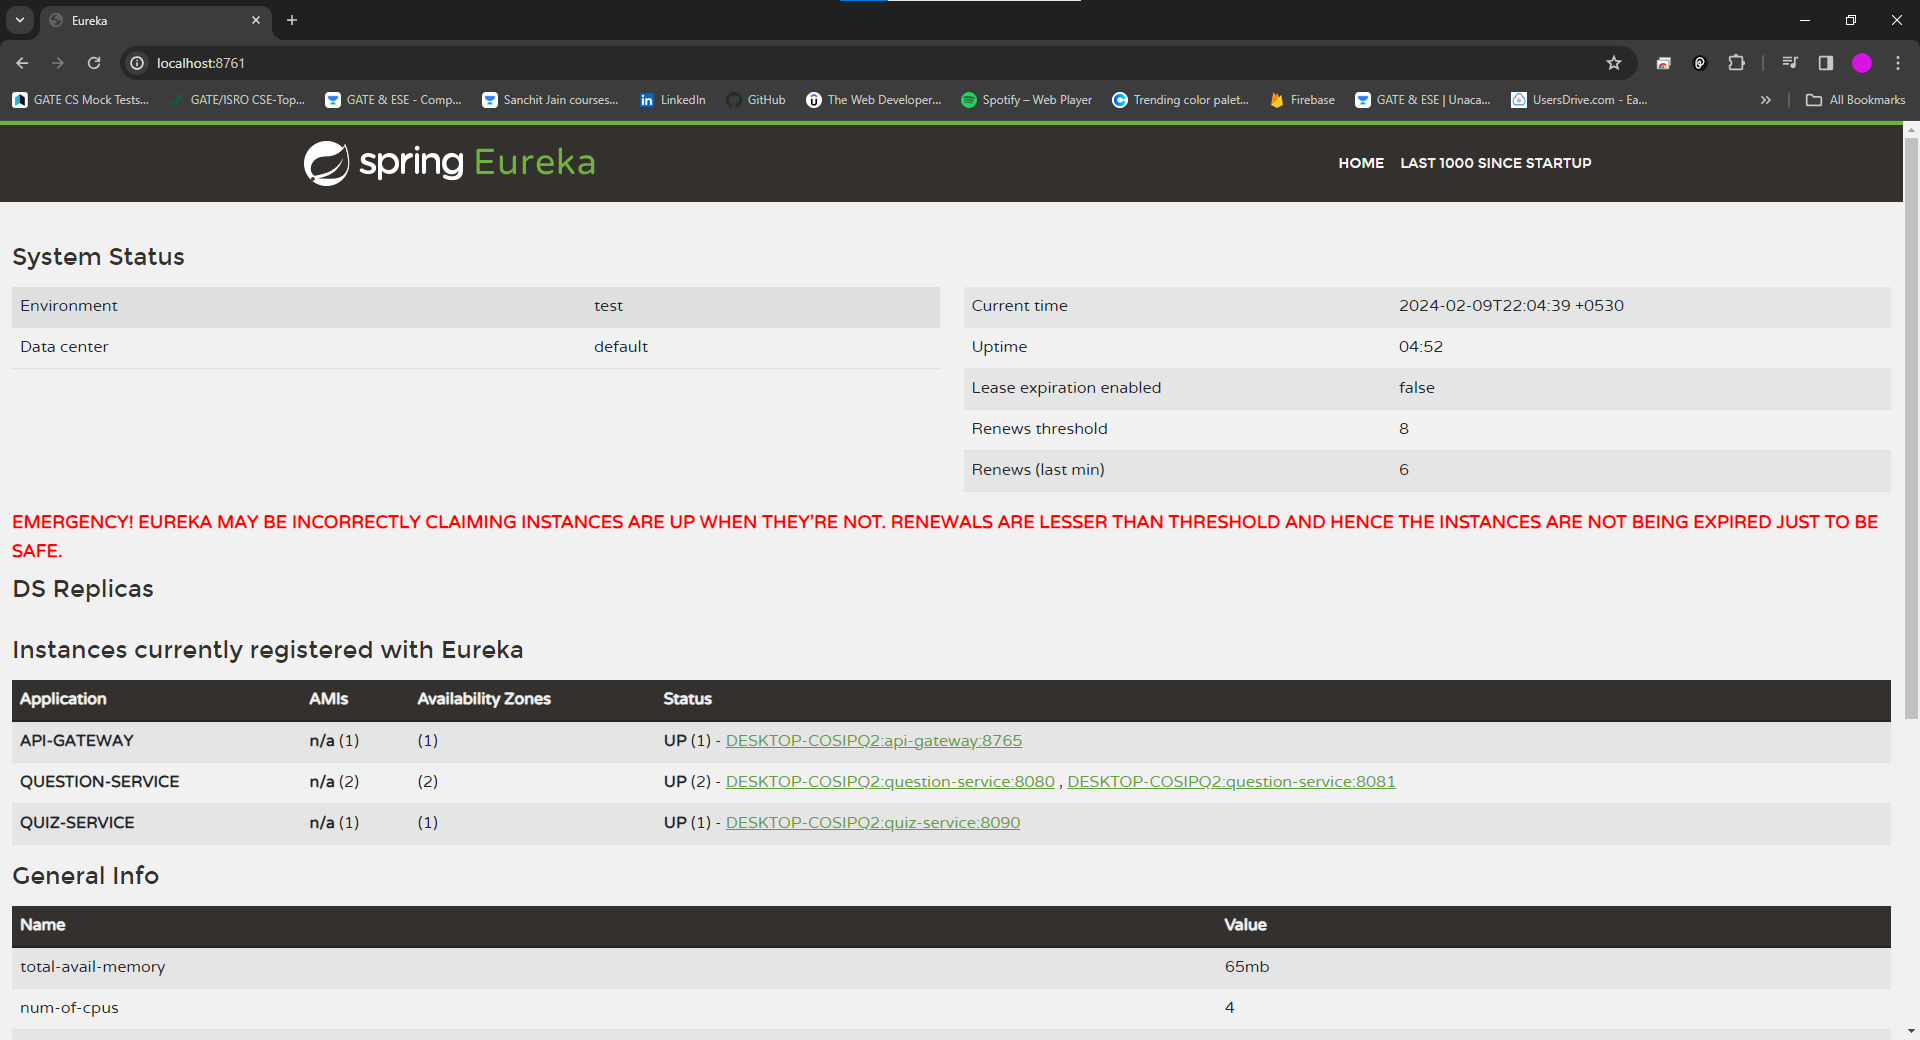 Eureka
localhost:8761
GATE CS Mock Tests...
GATE/ISRO CSE-Top...
GATE & ESE - Comp...
Sanchit Jain courses...
LinkedIn
GitHub
The Web Developer...
Spotify – Web Player
Trending color palet...
Firebase
GATE & ESE | Unaca...
UsersDrive.com - Ea...
All Bookmarks
spring Eureka
HOME LAST 1000 SINCE STARTUP
System Status
Environment test
Data center default
Current time 2024-02-09T22:04:39 +0530
Uptime 04:52
Lease expiration enabled false
Renews threshold 8
Renews (last min) 6
EMERGENCY! EUREKA MAY BE INCORRECTLY CLAIMING INSTANCES ARE UP WHEN THEY'RE NOT. RENEWALS ARE LESSER THAN THRESHOLD AND HENCE THE INSTANCES ARE NOT BEING EXPIRED JUST TO BE
SAFE.
DS Replicas
Instances currently registered with Eureka
Application AMIs Availability Zones Status
API-GATEWAY n/a (1) (1) UP (1) - DESKTOP-COSIPQ2:api-gateway:8765
QUESTION-SERVICE n/a (2) (2) UP (2) - DESKTOP-COSIPQ2:question-service:8080 , DESKTOP-COSIPQ2:question-service:8081
QUIZ-SERVICE n/a (1) (1) UP (1) - DESKTOP-COSIPQ2:quiz-service:8090
General Info
Name Value
total-avail-memory 65mb
num-of-cpus 4